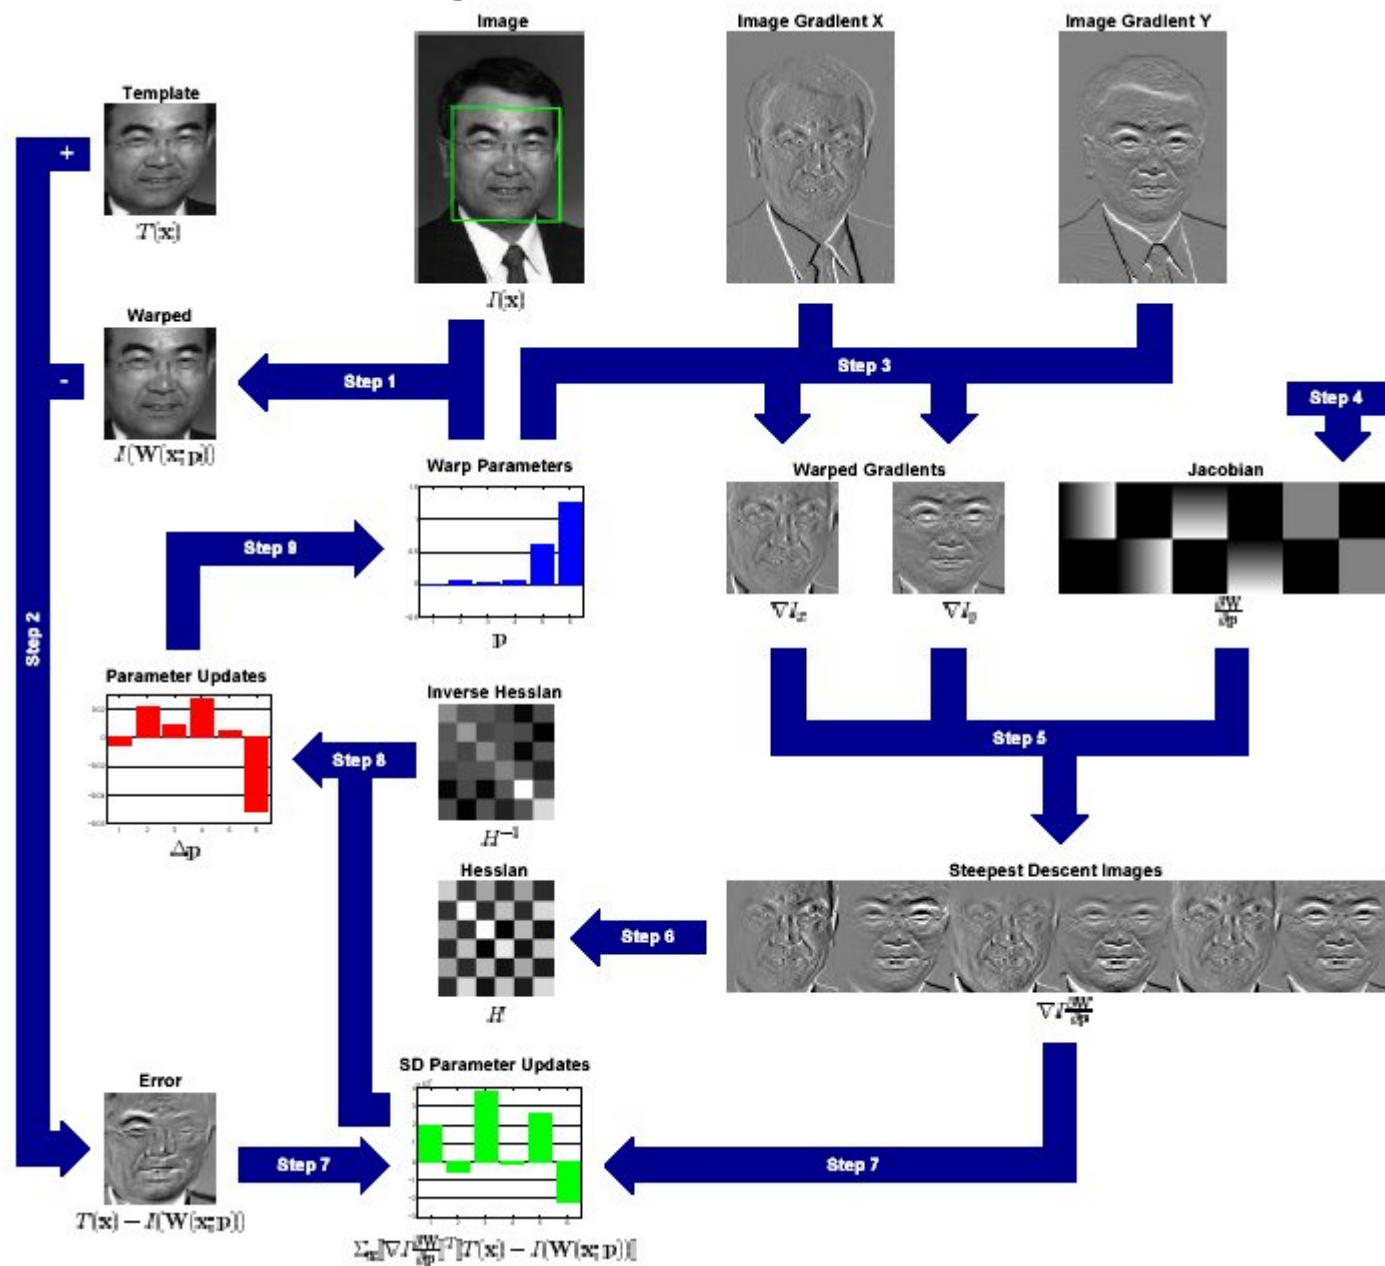 Image
Image Gradient X
Image Gradient Y
Template
+
T(x)
I(x)
Warped
-
I(W(x;p))
Step 1
Step 3
Step 4
Warp Parameters
Warped Gradients
Jacobian
Step 9
∇I_x
∇I_y
∂W/∂p
p
Step 2
Parameter Updates
Inverse Hessian
Step 5
Step 8
Δp
H⁻¹
Hessian
Steepest Descent Images
Step 6
H
∇I ∂W/∂p
SD Parameter Updates
Error
Step 7
Step 7
T(x) − I(W(x;p))
Σ_x[∇I ∂W/∂p]^T[T(x) − I(W(x;p))]